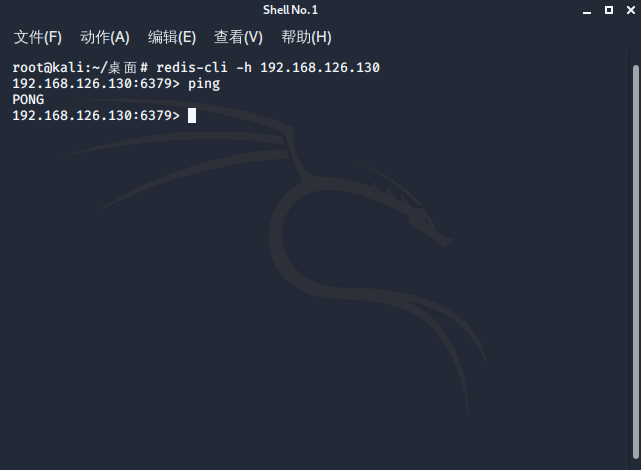 Shell No. 1
文件(F) 动作(A) 编辑(E) 查看(V) 帮助(H)
root@kali:~/桌面# redis-cli -h 192.168.126.130
192.168.126.130:6379> ping
PONG
192.168.126.130:6379>